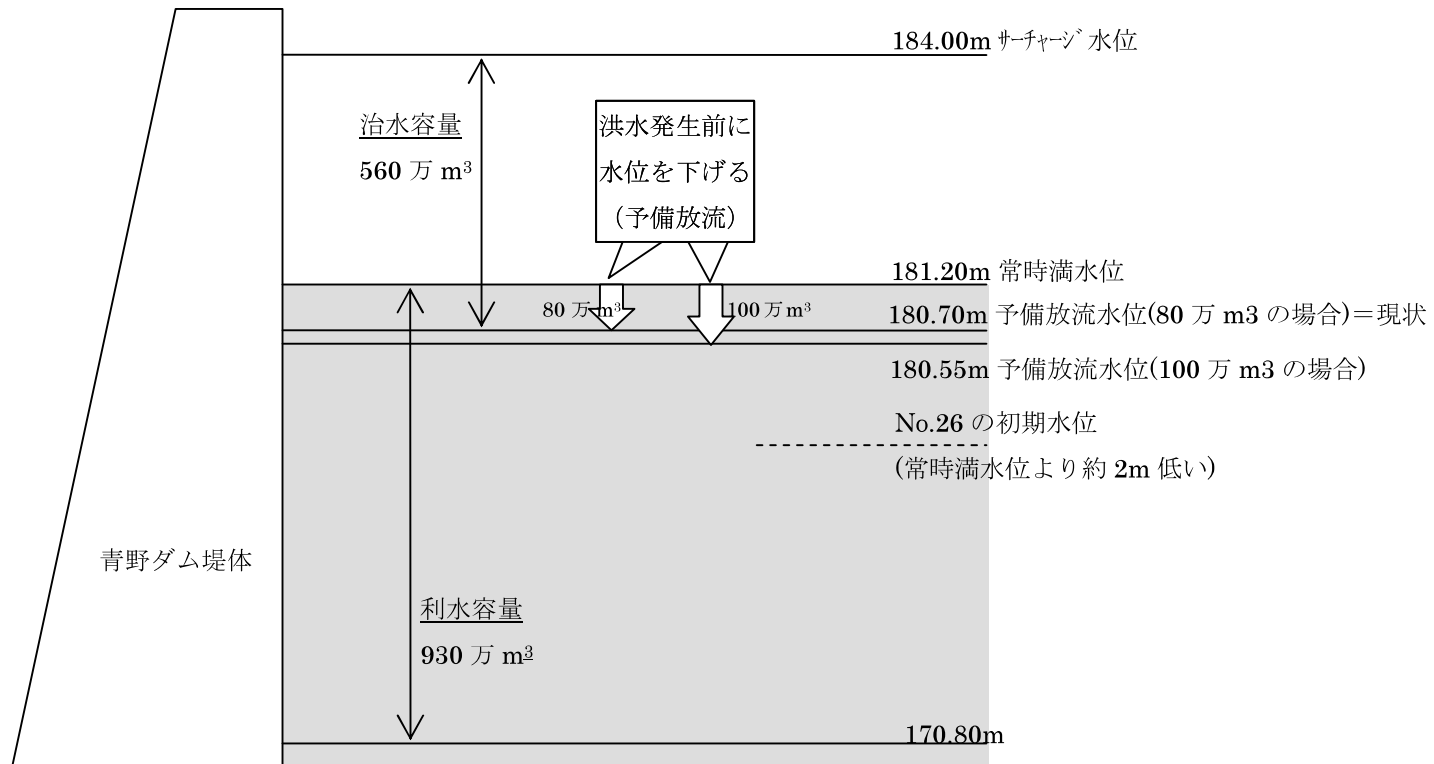 184.00m ｻｰﾁｬｰｼﾞ水位
治水容量
560 万 m³
洪水発生前に
水位を下げる
（予備放流）
181.20m 常時満水位
80 万 m³
100 万 m³
180.70m 予備放流水位(80 万 m3 の場合)＝現状
180.55m 予備放流水位(100 万 m3 の場合)
No.26 の初期水位
(常時満水位より約 2m 低い)
青野ダム堤体
利水容量
930 万 m³
170.80m